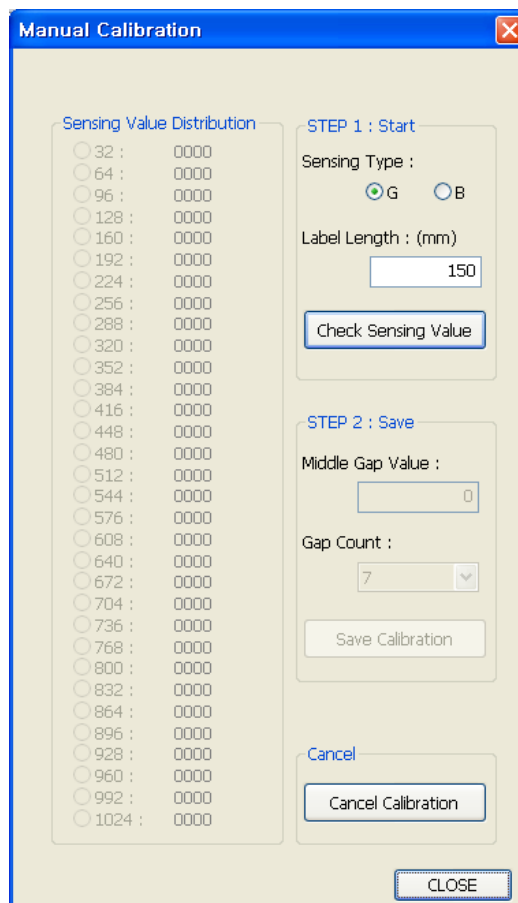 Manual Calibration
Sensing Value Distribution
32 : 0000
64 : 0000
96 : 0000
128 : 0000
160 : 0000
192 : 0000
224 : 0000
256 : 0000
288 : 0000
320 : 0000
352 : 0000
384 : 0000
416 : 0000
448 : 0000
480 : 0000
512 : 0000
544 : 0000
576 : 0000
608 : 0000
640 : 0000
672 : 0000
704 : 0000
736 : 0000
768 : 0000
800 : 0000
832 : 0000
864 : 0000
896 : 0000
928 : 0000
960 : 0000
992 : 0000
1024 : 0000
STEP 1 : Start
Sensing Type :
G B
Label Length : (mm)
150
Check Sensing Value
STEP 2 : Save
Middle Gap Value :
0
Gap Count :
7
Save Calibration
Cancel
Cancel Calibration
CLOSE